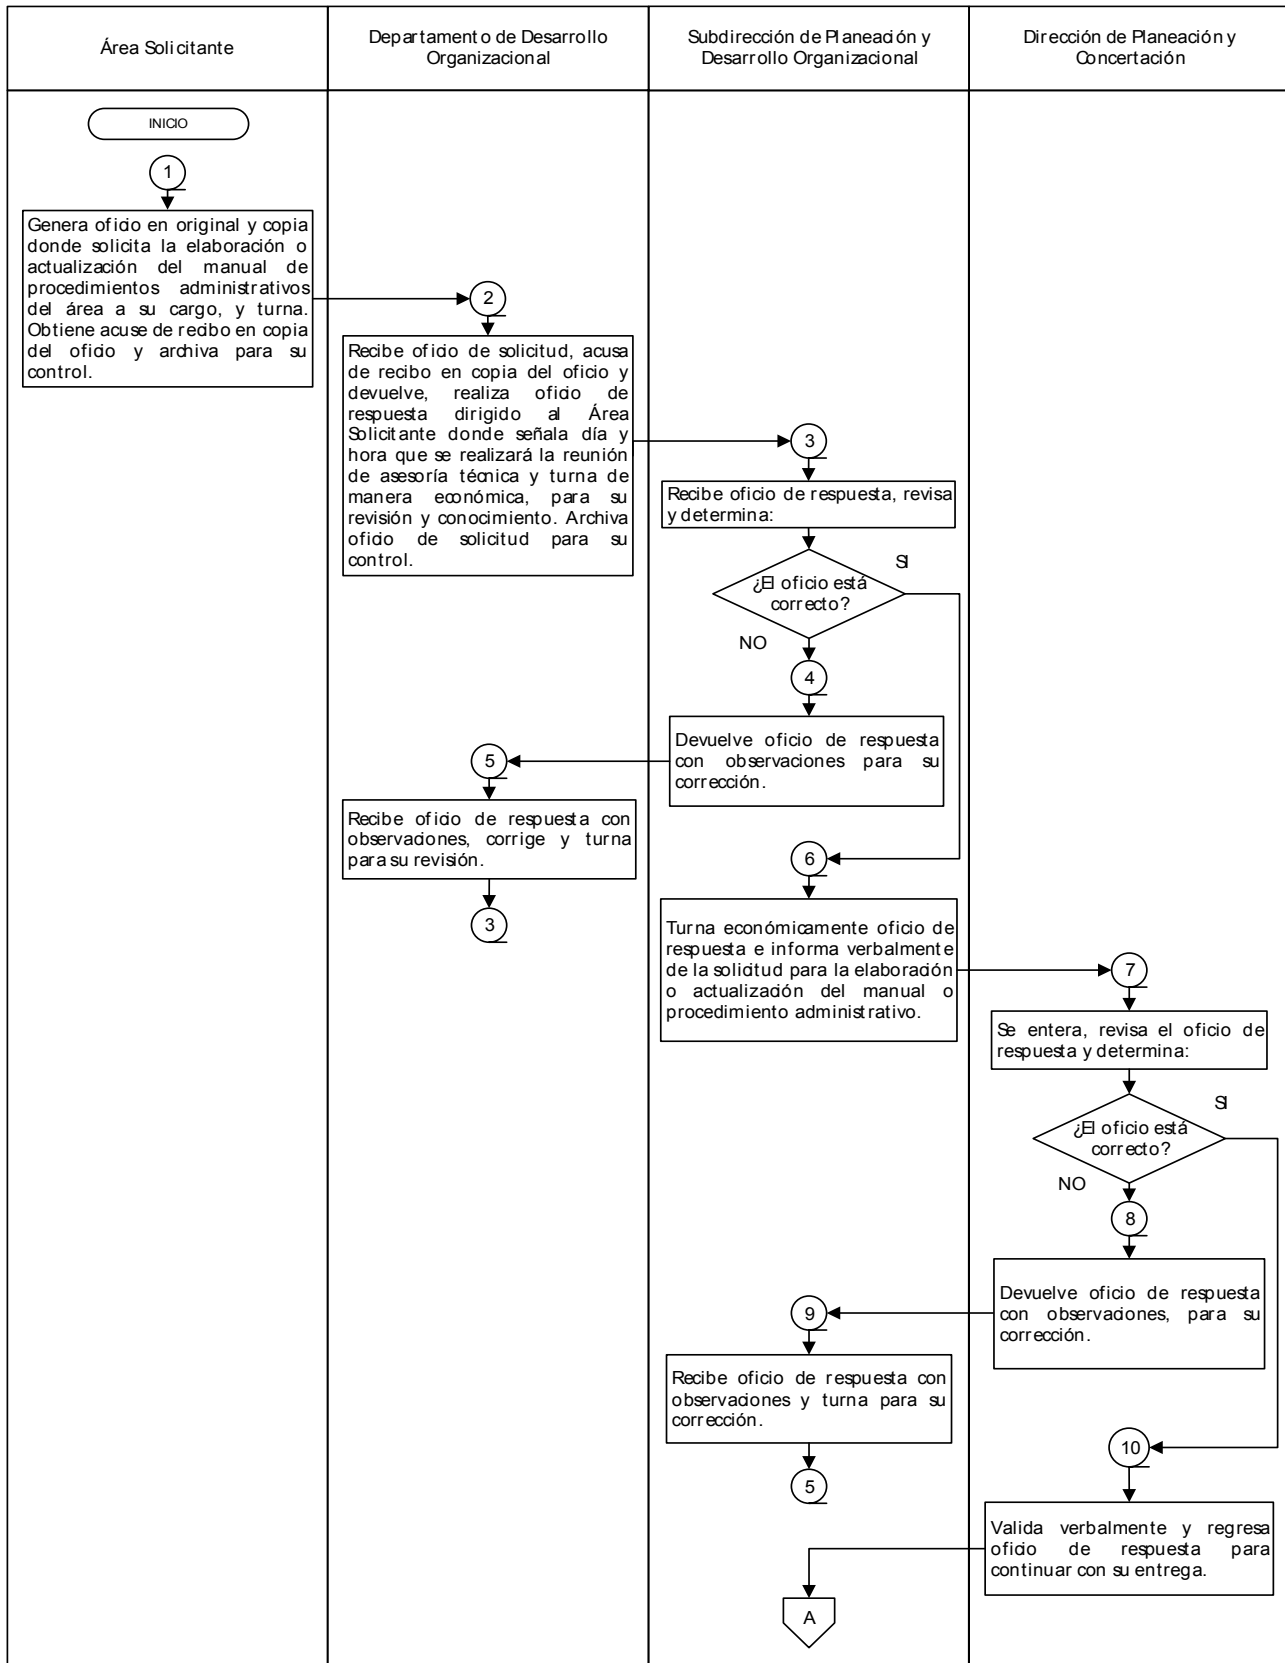 Área Solicitante
Departamento de Desarrollo
Organizacional
Subdirección de Planeación y
Desarrollo Organizacional
Dirección de Planeación y
Concertación
INICIO
1
Genera oficio en original y copia
donde solicita la elaboración o
actualización del manual de
procedimientos administrativos
del área a su cargo, y turna.
Obtiene acuse de recibo en copia
del oficio y archiva para su
control.
2
Recibe oficio de solicitud, acusa
de recibo en copia del oficio y
devuelve, realiza oficio de
respuesta dirigido al Área
Solicitante donde señala día y
hora que se realizará la reunión
de asesoría técnica y turna de
manera económica, para su
revisión y conocimiento. Archiva
oficio de solicitud para su
control.
3
Recibe oficio de respuesta, revisa
y determina:
¿El oficio está
correcto?
SI
NO
4
Devuelve oficio de respuesta
con observaciones para su
corrección.
5
Recibe oficio de respuesta con
observaciones, corrige y turna
para su revisión.
3
6
Turna económicamente oficio de
respuesta e informa verbalmente
de la solicitud para la elaboración
o actualización del manual o
procedimiento administrativo.
7
Se entera, revisa el oficio de
respuesta y determina:
¿El oficio está
correcto?
SI
NO
8
Devuelve oficio de respuesta
con observaciones, para su
corrección.
9
Recibe oficio de respuesta con
observaciones y turna para su
corrección.
5
10
Valida verbalmente y regresa
oficio de respuesta para
continuar con su entrega.
A